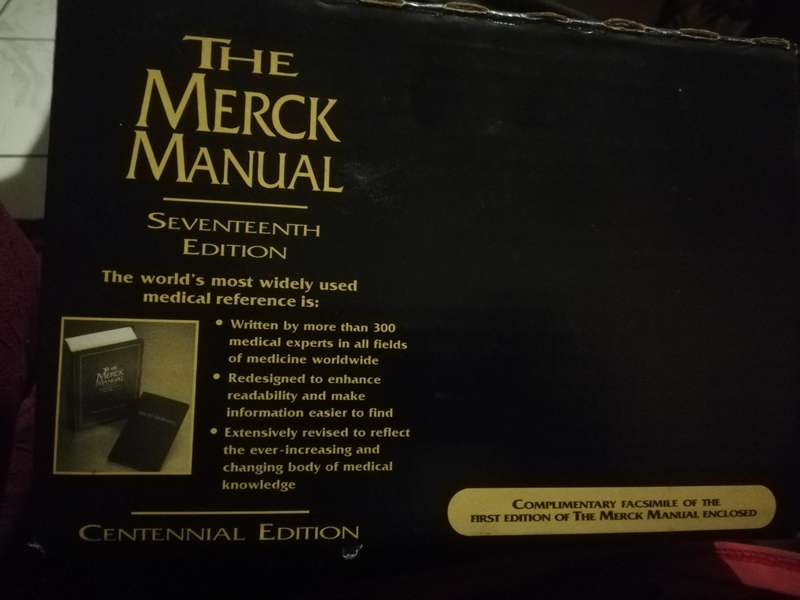 THE
MERCK
MANUAL
SEVENTEENTH
EDITION
The world's most widely used
medical reference is:
• Written by more than 300
medical experts in all fields
of medicine worldwide
• Redesigned to enhance
readability and make
information easier to find
• Extensively revised to reflect
the ever-increasing and
changing body of medical
knowledge
THE
MERCK
MANUAL
CENTENNIAL EDITION
COMPLIMENTARY FACSIMILE OF THE
FIRST EDITION OF THE MERCK MANUAL ENCLOSED